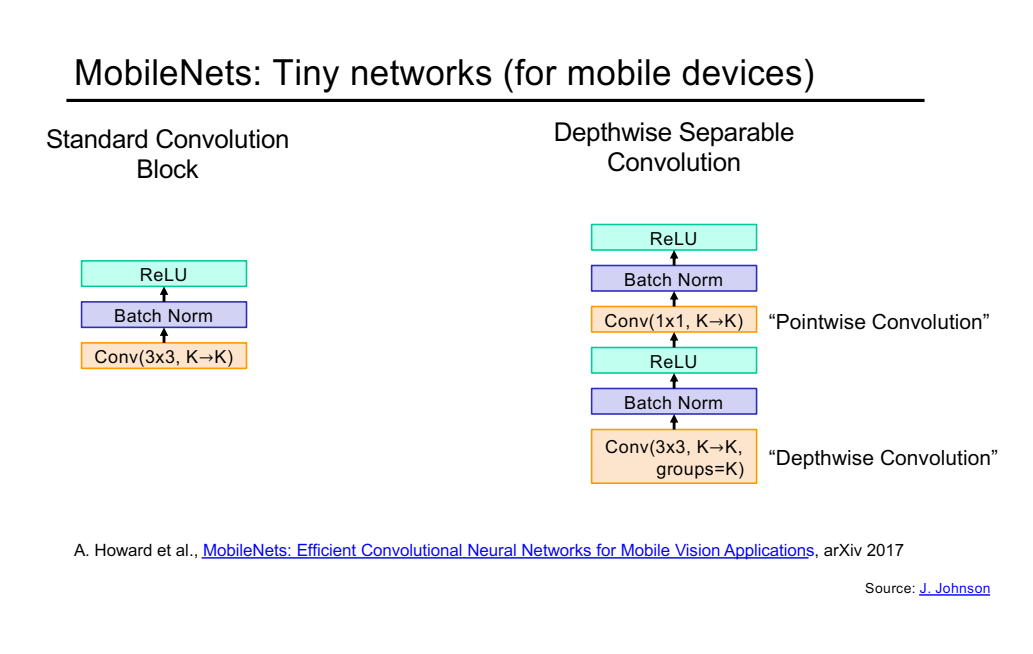 MobileNets: Tiny networks (for mobile devices)
Standard Convolution
Block
ReLU
Batch Norm
Conv(3x3, K→K)
Depthwise Separable
Convolution
ReLU
Batch Norm
Conv(1x1, K→K)
“Pointwise Convolution”
ReLU
Batch Norm
Conv(3x3, K→K,
groups=K)
“Depthwise Convolution”
A. Howard et al., MobileNets: Efficient Convolutional Neural Networks for Mobile Vision Applications, arXiv 2017
Source: J. Johnson